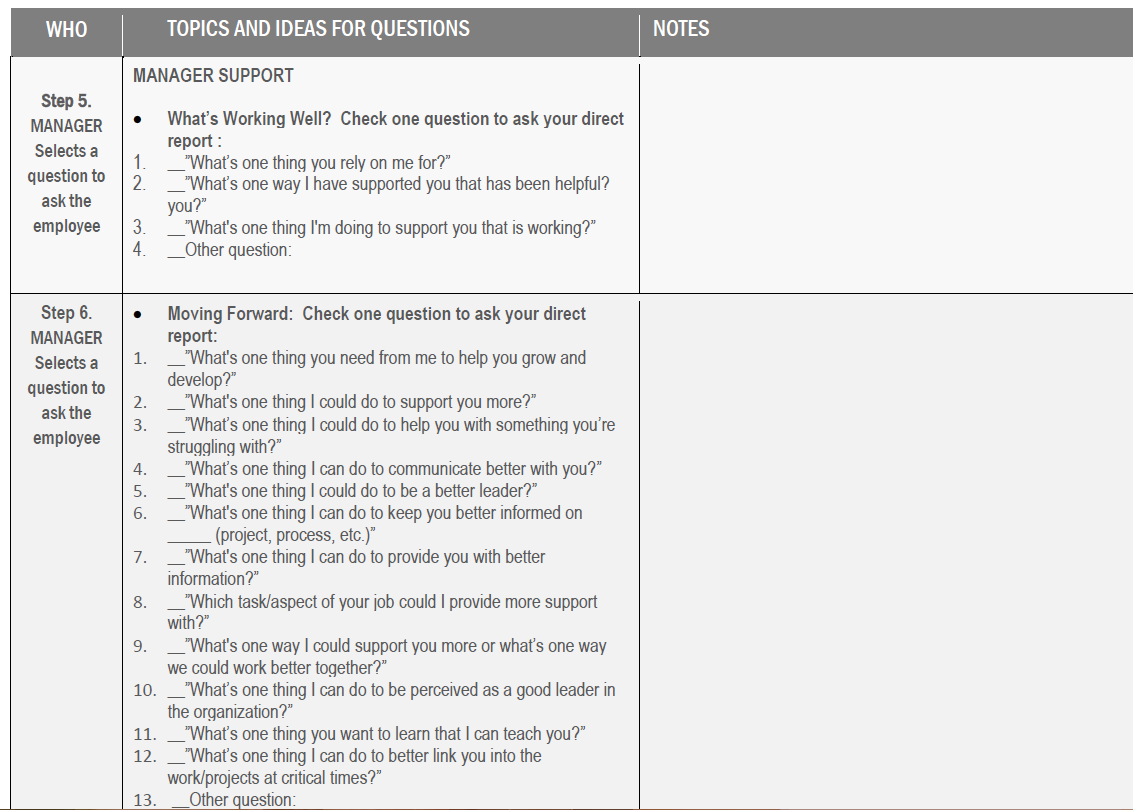 WHO TOPICS AND IDEAS FOR QUESTIONS NOTES
Step 5.
MANAGER
Selects a
question to
ask the
employee
MANAGER SUPPORT
• What’s Working Well?  Check one question to ask your direct
report :
1. __”What’s one thing you rely on me for?”
2. __”What’s one way I have supported you that has been helpful?
you?”
3. __”What's one thing I'm doing to support you that is working?”
4. __Other question:
Step 6.
MANAGER
Selects a
question to
ask the
employee
• Moving Forward:  Check one question to ask your direct
report:
1. __”What's one thing you need from me to help you grow and
develop?”
2. __”What's one thing I could do to support you more?”
3. __”What’s one thing I could do to help you with something you’re
struggling with?”
4. __”What’s one thing I can do to communicate better with you?”
5. __”What's one thing I could do to be a better leader?”
6. __”What's one thing I can do to keep you better informed on
_____ (project, process, etc.)”
7. __”What's one thing I can do to provide you with better
information?”
8. __”Which task/aspect of your job could I provide more support
with?”
9. __”What's one way I could support you more or what’s one way
we could work better together?”
10. __”What’s one thing I can do to be perceived as a good leader in
the organization?”
11. __”What’s one thing you want to learn that I can teach you?”
12. __”What’s one thing I can do to better link you into the
work/projects at critical times?”
13. __Other question: